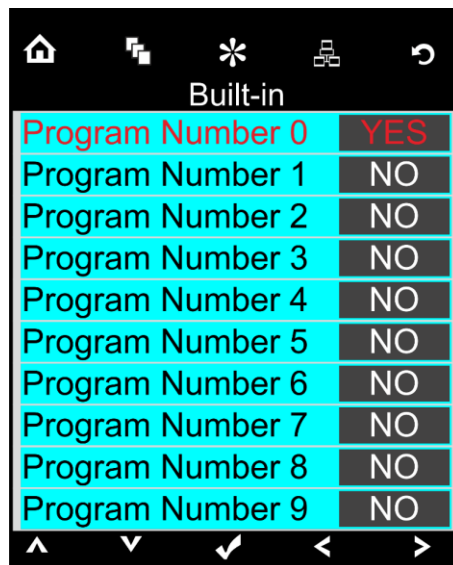 Built-in
Program Number 0 YES
Program Number 1 NO
Program Number 2 NO
Program Number 3 NO
Program Number 4 NO
Program Number 5 NO
Program Number 6 NO
Program Number 7 NO
Program Number 8 NO
Program Number 9 NO